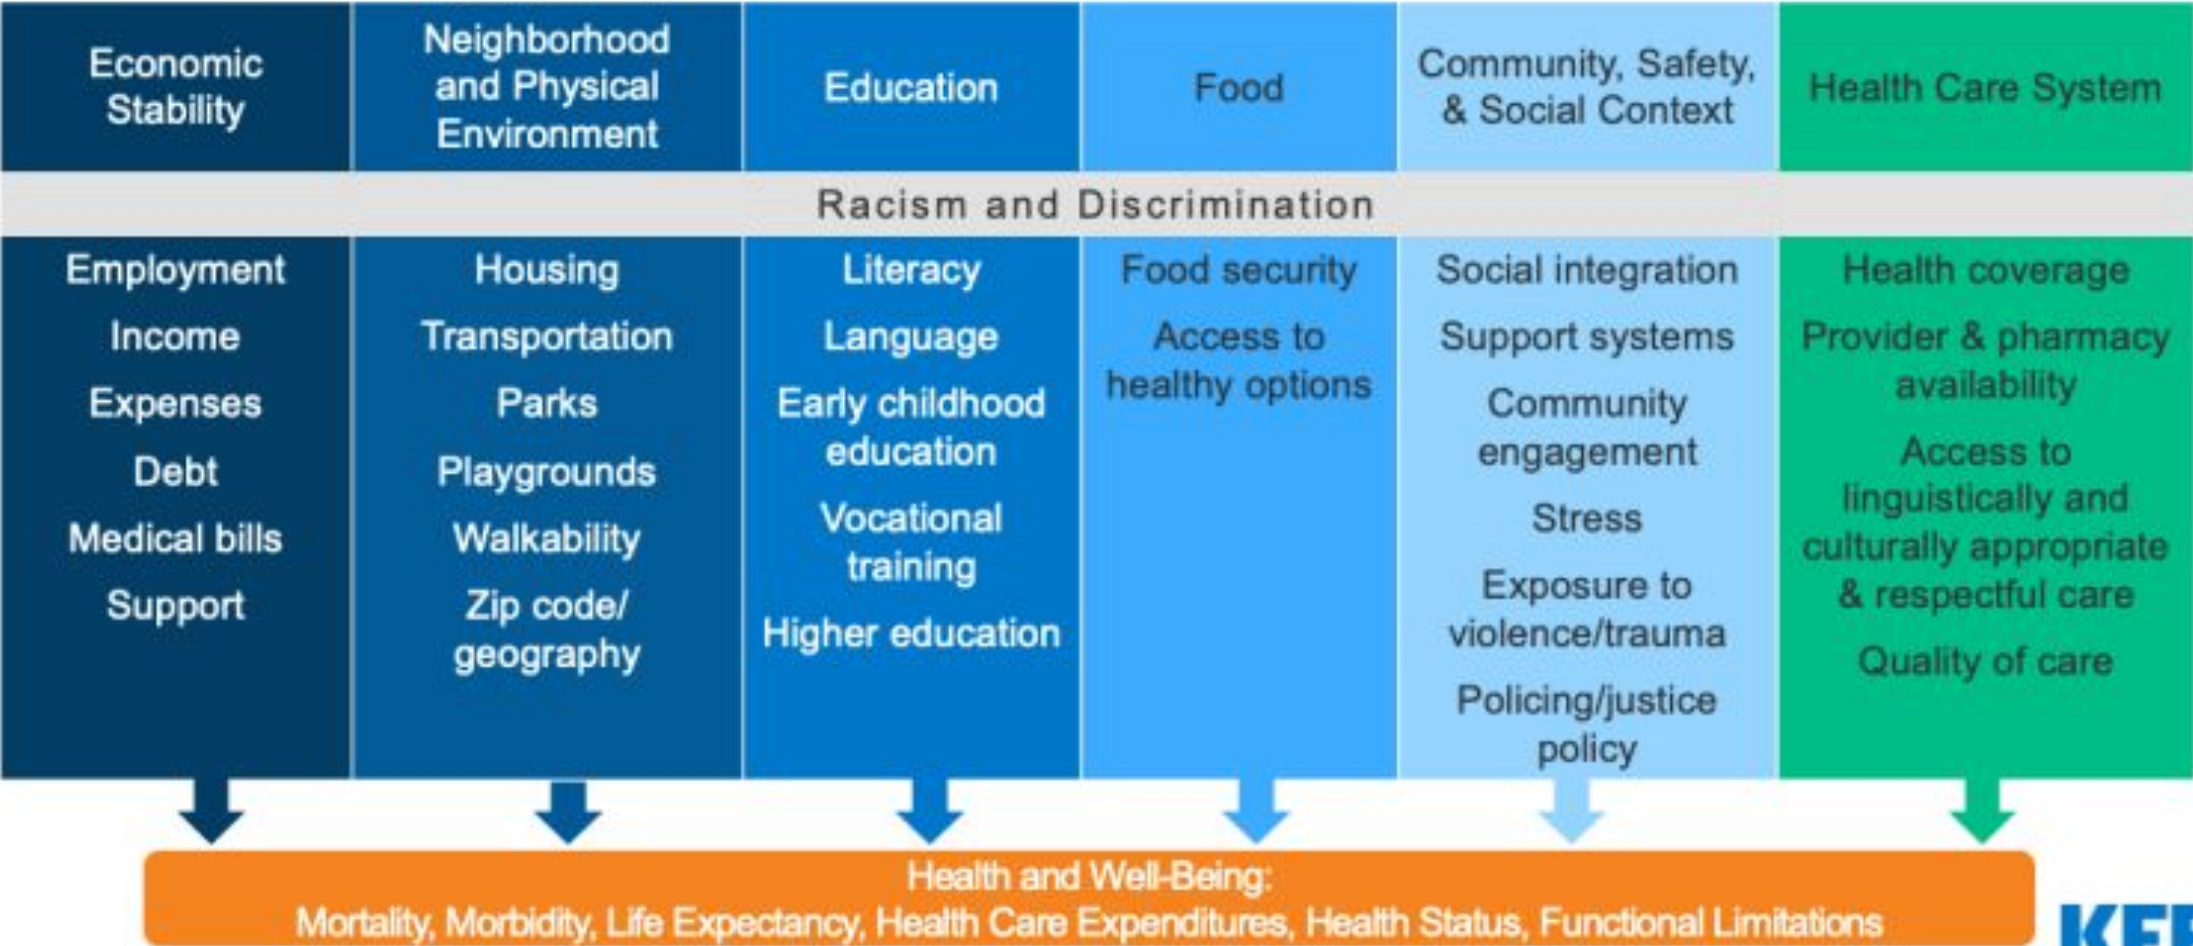 Economic
Stability
Neighborhood
and Physical
Environment
Education
Food
Community, Safety,
& Social Context
Health Care System
Racism and Discrimination
Employment
Income
Expenses
Debt
Medical bills
Support
Housing
Transportation
Parks
Playgrounds
Walkability
Zip code/
geography
Literacy
Language
Early childhood
education
Vocational
training
Higher education
Food security
Access to
healthy options
Social integration
Support systems
Community
engagement
Stress
Exposure to
violence/trauma
Policing/justice
policy
Health coverage
Provider & pharmacy
availability
Access to
linguistically and
culturally appropriate
& respectful care
Quality of care
Health and Well-Being:
Mortality, Morbidity, Life Expectancy, Health Care Expenditures, Health Status, Functional Limitations